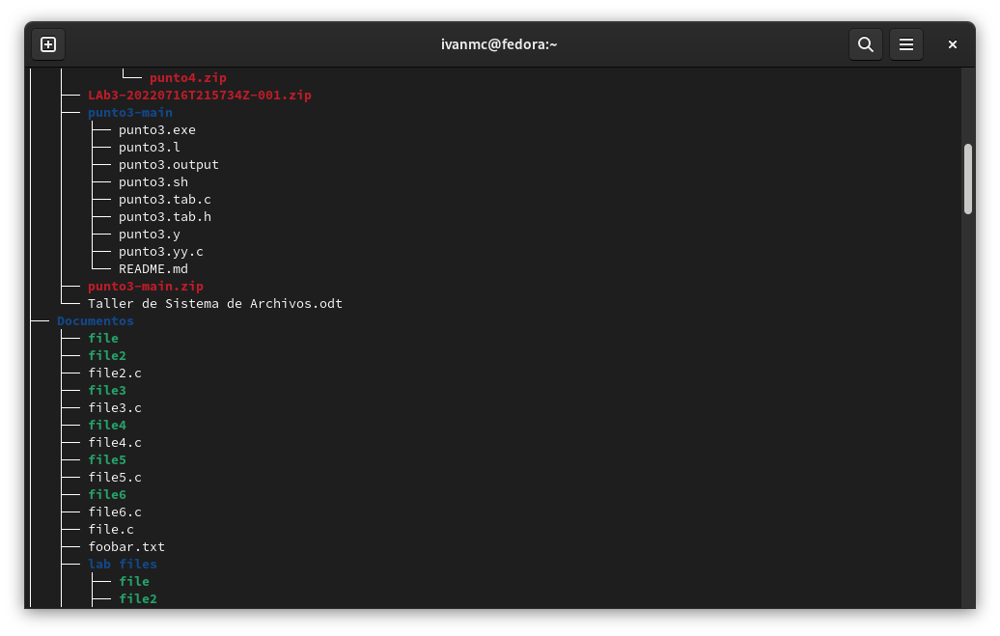 ivanmc@fedora:~
punto4.zip
LAb3-20220716T215734Z-001.zip
punto3-main
punto3.exe
punto3.l
punto3.output
punto3.sh
punto3.tab.c
punto3.tab.h
punto3.y
punto3.yy.c
README.md
punto3-main.zip
Taller de Sistema de Archivos.odt
Documentos
file
file2
file2.c
file3
file3.c
file4
file4.c
file5
file5.c
file6
file6.c
file.c
foobar.txt
lab files
file
file2